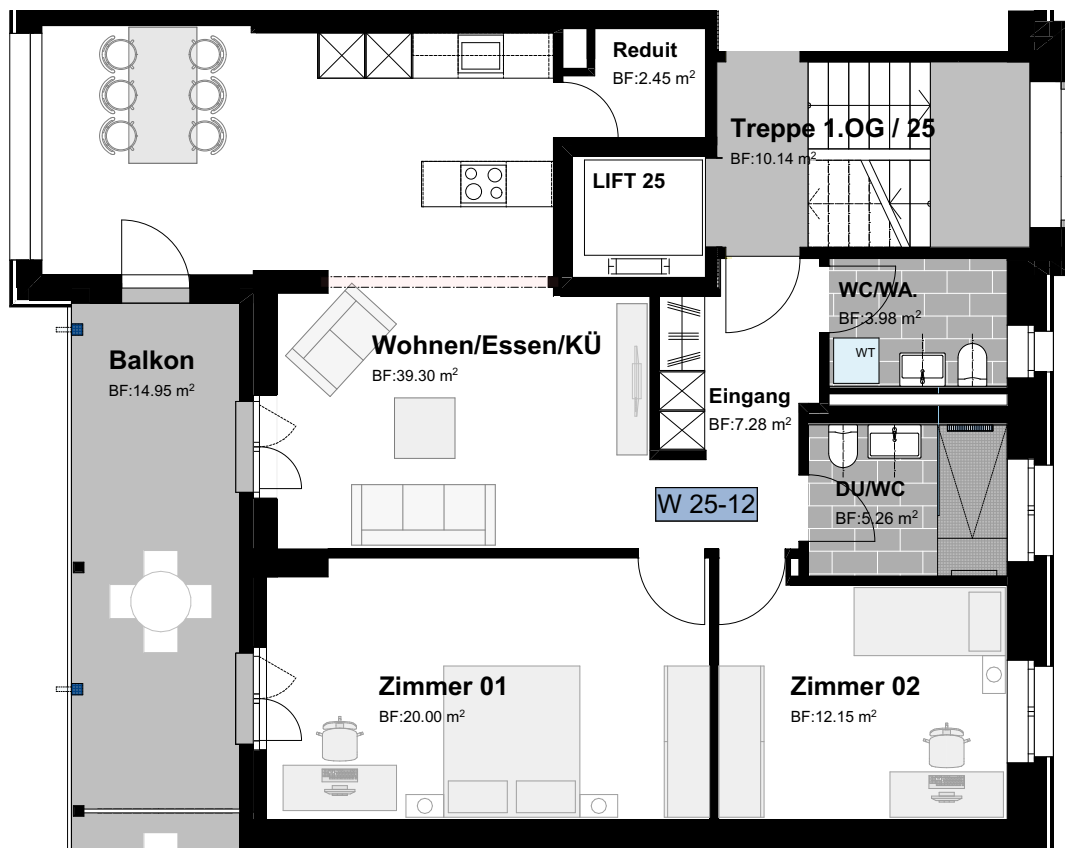 Reduit
BF:2.45 m²
Treppe 1.OG / 25
BF:10.14 m²
LIFT 25
WC/WA.
BF:3.98 m²
WT
Wohnen/Essen/KÜ
BF:39.30 m²
Balkon
BF:14.95 m²
Eingang
BF:7.28 m²
W 25-12
DU/WC
BF:5.26 m²
Zimmer 01
BF:20.00 m²
Zimmer 02
BF:12.15 m²